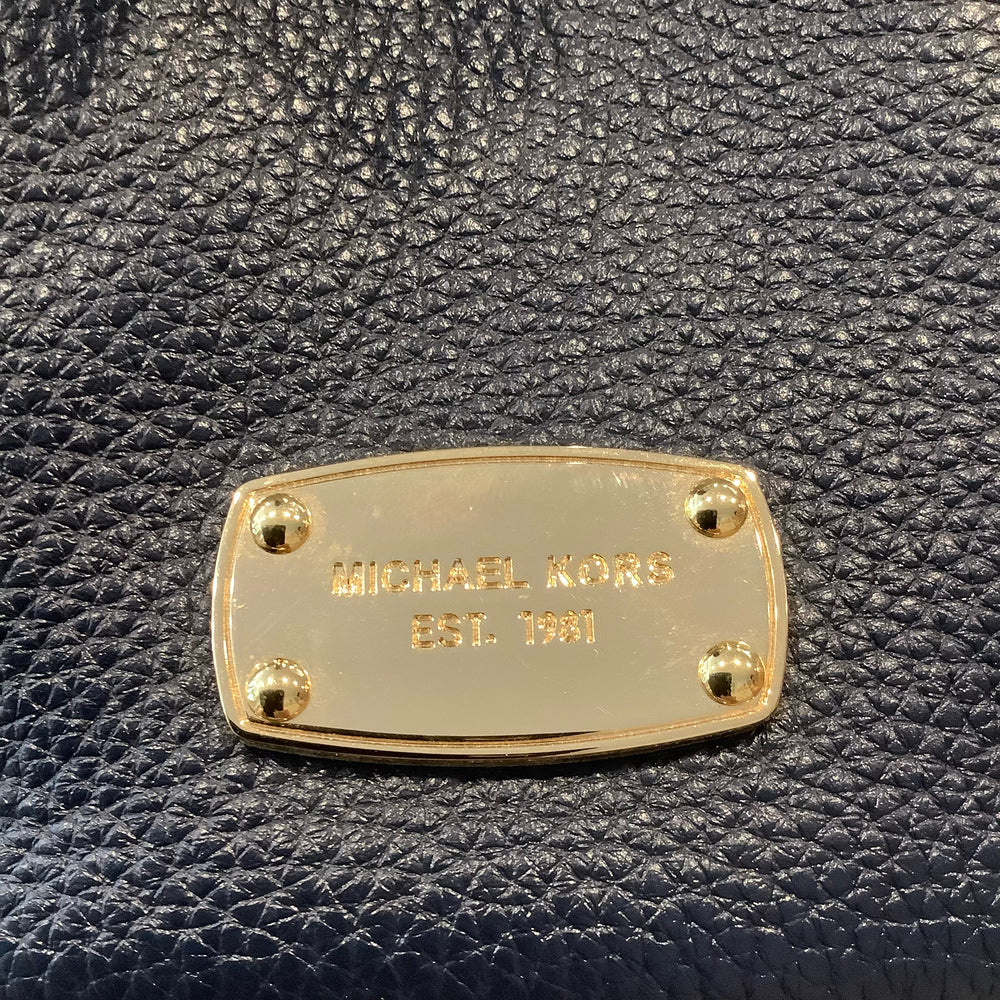 MICHAEL KORS
EST. 1981